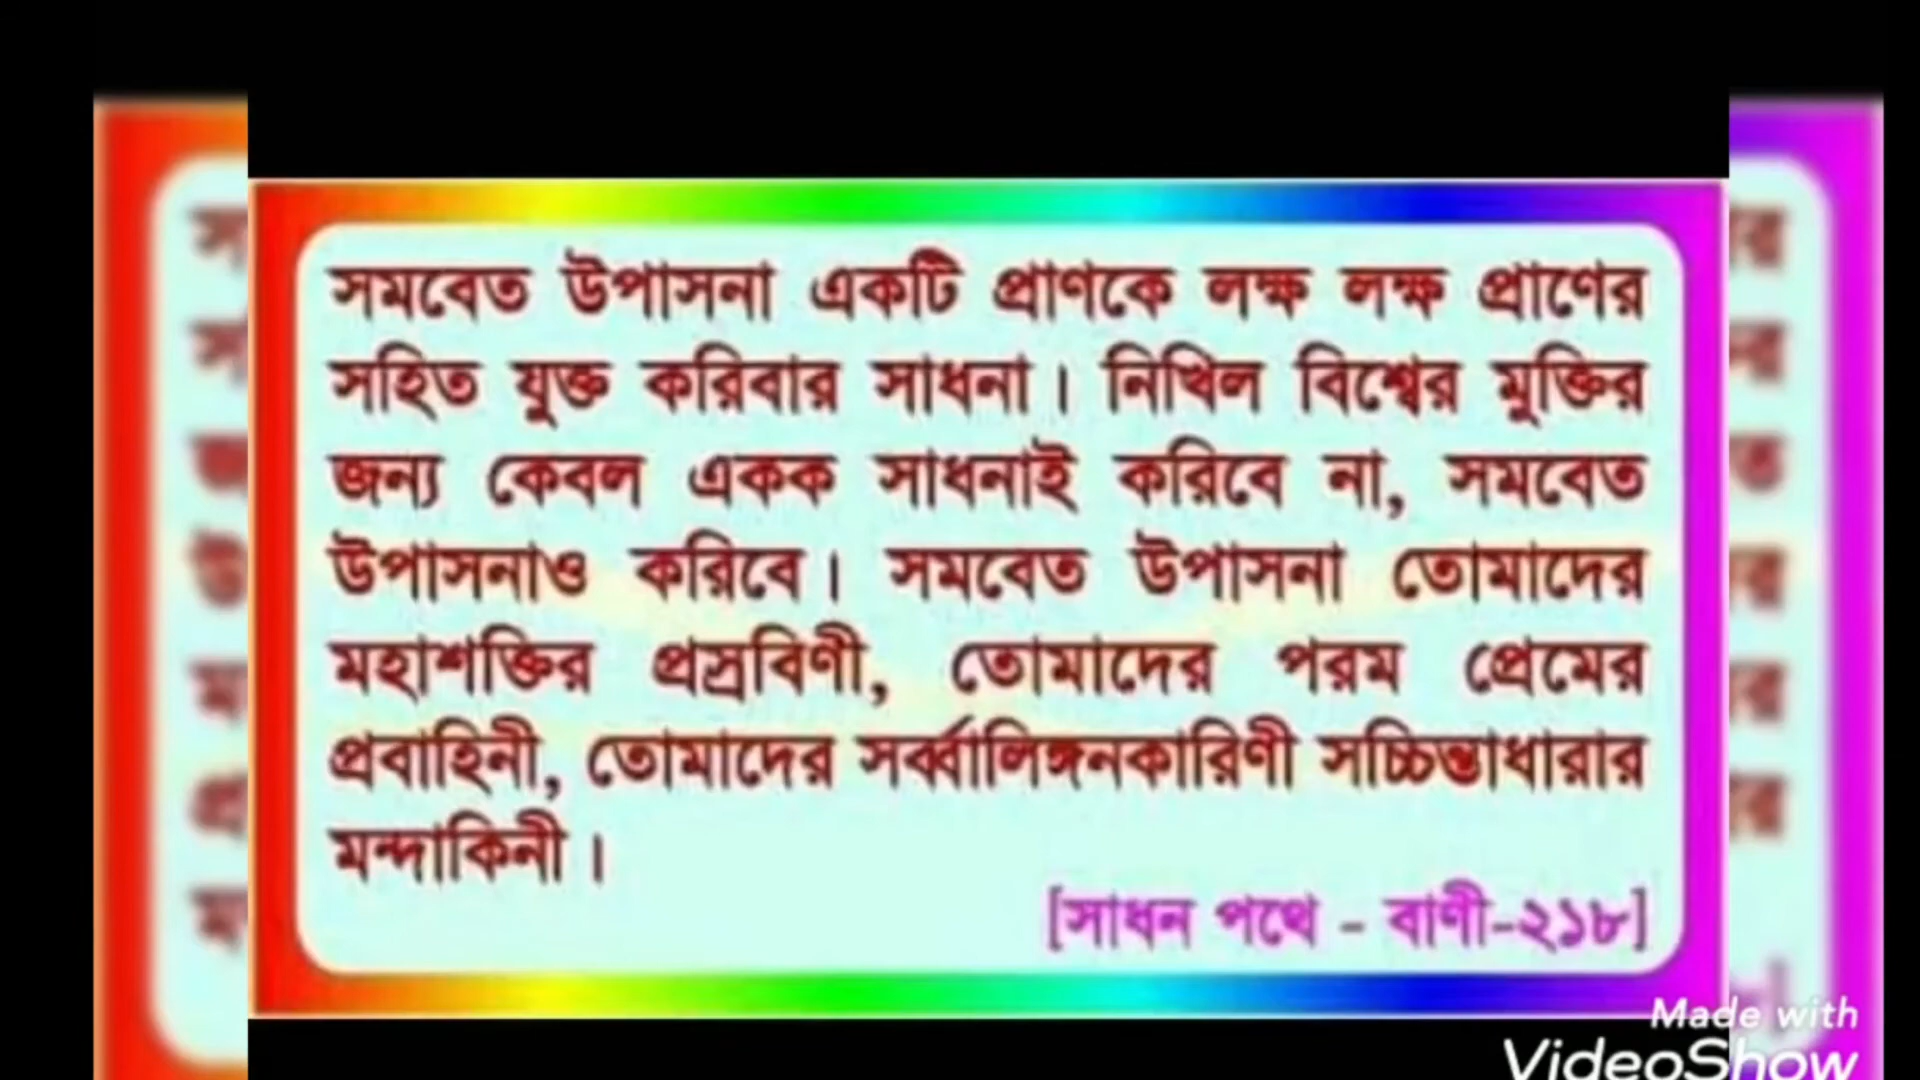 সমবেত উপাসনা একটি প্রাণকে লক্ষ লক্ষ প্রাণের
সহিত যুক্ত করিবার সাধনা। নিখিল বিশ্বের মুক্তির
জন্য কেবল একক সাধনাই করিবে না, সমবেত
উপাসনাও করিবে। সমবেত উপাসনা তোমাদের
মহাশক্তির প্রস্রবিণী, তোমাদের পরম প্রেমের
প্রবাহিনী, তোমাদের সর্ব্বালিঙ্গনকারিণী সচ্চিন্তাধারার
মন্দাকিনী।
[সাধন পথে - বাণী-২১৮]
Made with
VideoShow